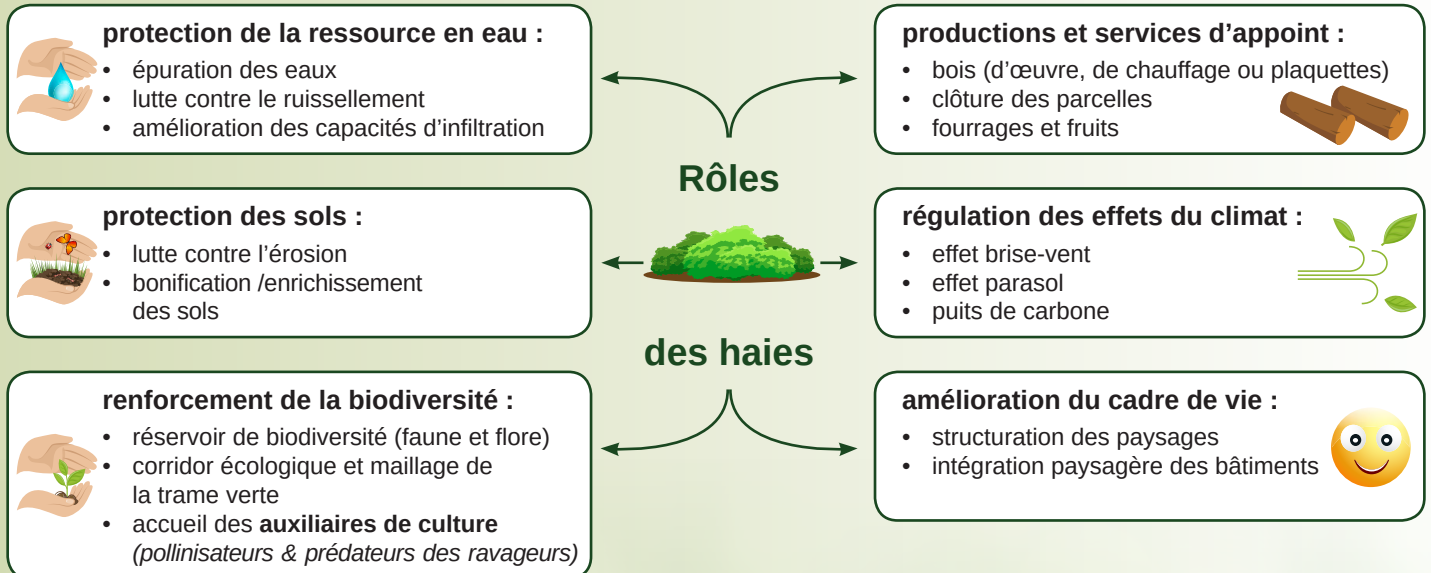 protection de la ressource en eau :
• épuration des eaux
• lutte contre le ruissellement
• amélioration des capacités d’infiltration
productions et services d’appoint :
• bois (d’œuvre, de chauffage ou plaquettes)
• clôture des parcelles
• fourrages et fruits
Rôles
des haies
protection des sols :
• lutte contre l’érosion
• bonification /enrichissement
des sols
régulation des effets du climat :
• effet brise-vent
• effet parasol
• puits de carbone
renforcement de la biodiversité :
• réservoir de biodiversité (faune et flore)
• corridor écologique et maillage de
la trame verte
• accueil des auxiliaires de culture
(pollinisateurs & prédateurs des ravageurs)
amélioration du cadre de vie :
• structuration des paysages
• intégration paysagère des bâtiments